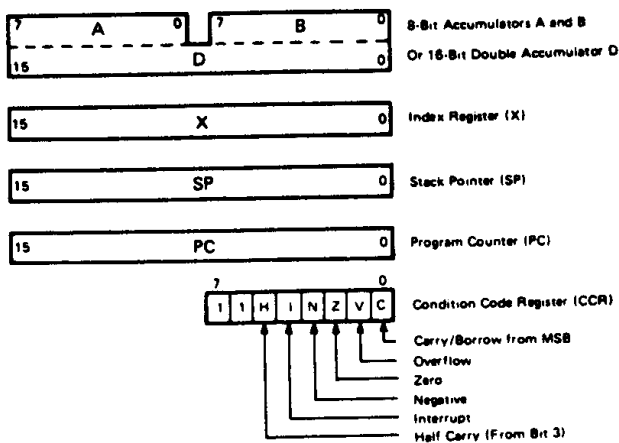 7 A 0 7 B 0 8-Bit Accumulators A and B
15 D 0 Or 16-Bit Double Accumulator D
15 X 0 Index Register (X)
15 SP 0 Stack Pointer (SP)
15 PC 0 Program Counter (PC)
7 0
1 1 H I N Z V C Condition Code Register (CCR)
Carry/Borrow from MSB
Overflow
Zero
Negative
Interrupt
Half Carry (From Bit 3)